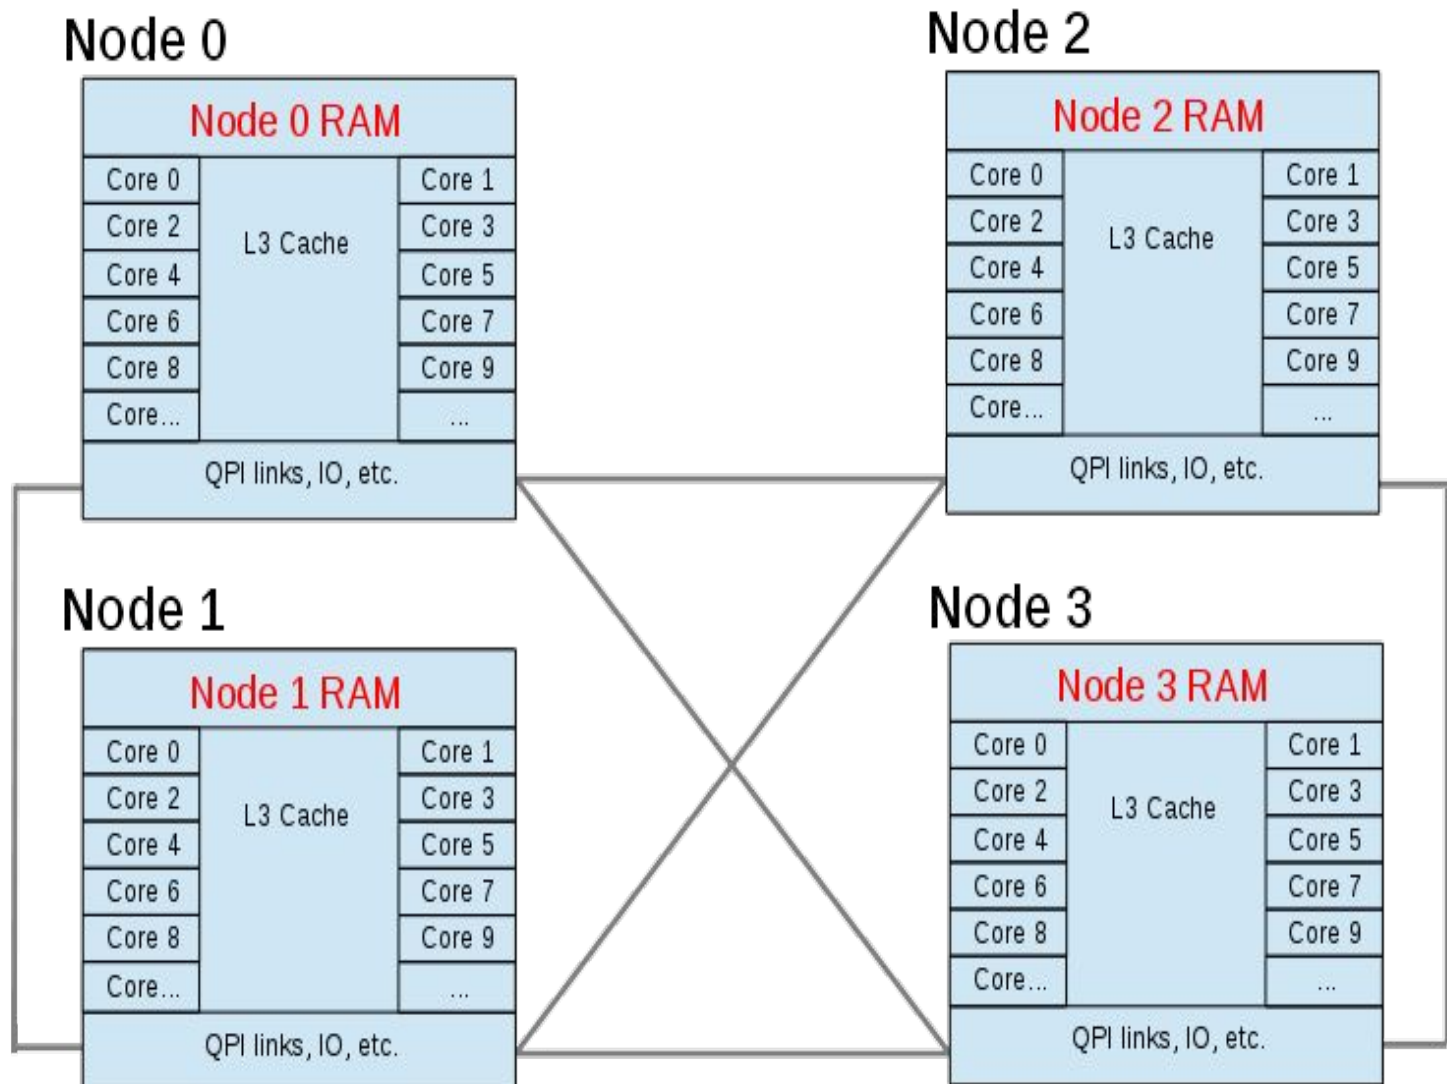 Node 0
Node 0 RAM
Core 0
Core 2
Core 4
Core 6
Core 8
Core...
L3 Cache
Core 1
Core 3
Core 5
Core 7
Core 9
...
QPI links, IO, etc.
Node 2
Node 2 RAM
Core 0
Core 2
Core 4
Core 6
Core 8
Core...
L3 Cache
Core 1
Core 3
Core 5
Core 7
Core 9
...
QPI links, IO, etc.
Node 1
Node 1 RAM
Core 0
Core 2
Core 4
Core 6
Core 8
Core...
L3 Cache
Core 1
Core 3
Core 5
Core 7
Core 9
...
QPI links, IO, etc.
Node 3
Node 3 RAM
Core 0
Core 2
Core 4
Core 6
Core 8
Core...
L3 Cache
Core 1
Core 3
Core 5
Core 7
Core 9
...
QPI links, IO, etc.